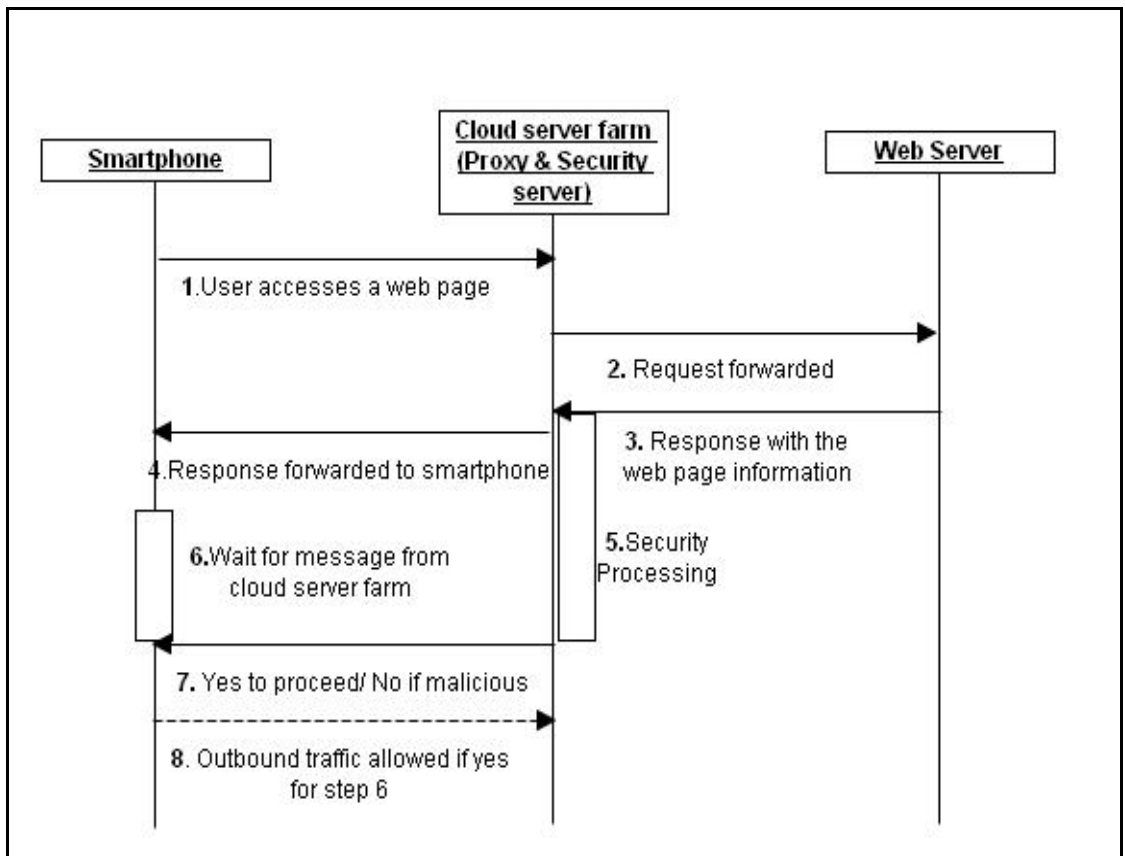 Smartphone
Cloud server farm
(Proxy & Security
server)
Web Server
1.User accesses a web page
2. Request forwarded
3. Response with the
web page information
4.Response forwarded to smartphone
5.Security
Processing
6.Wait for message from
cloud server farm
7. Yes to proceed/ No if malicious
8. Outbound traffic allowed if yes
for step 6